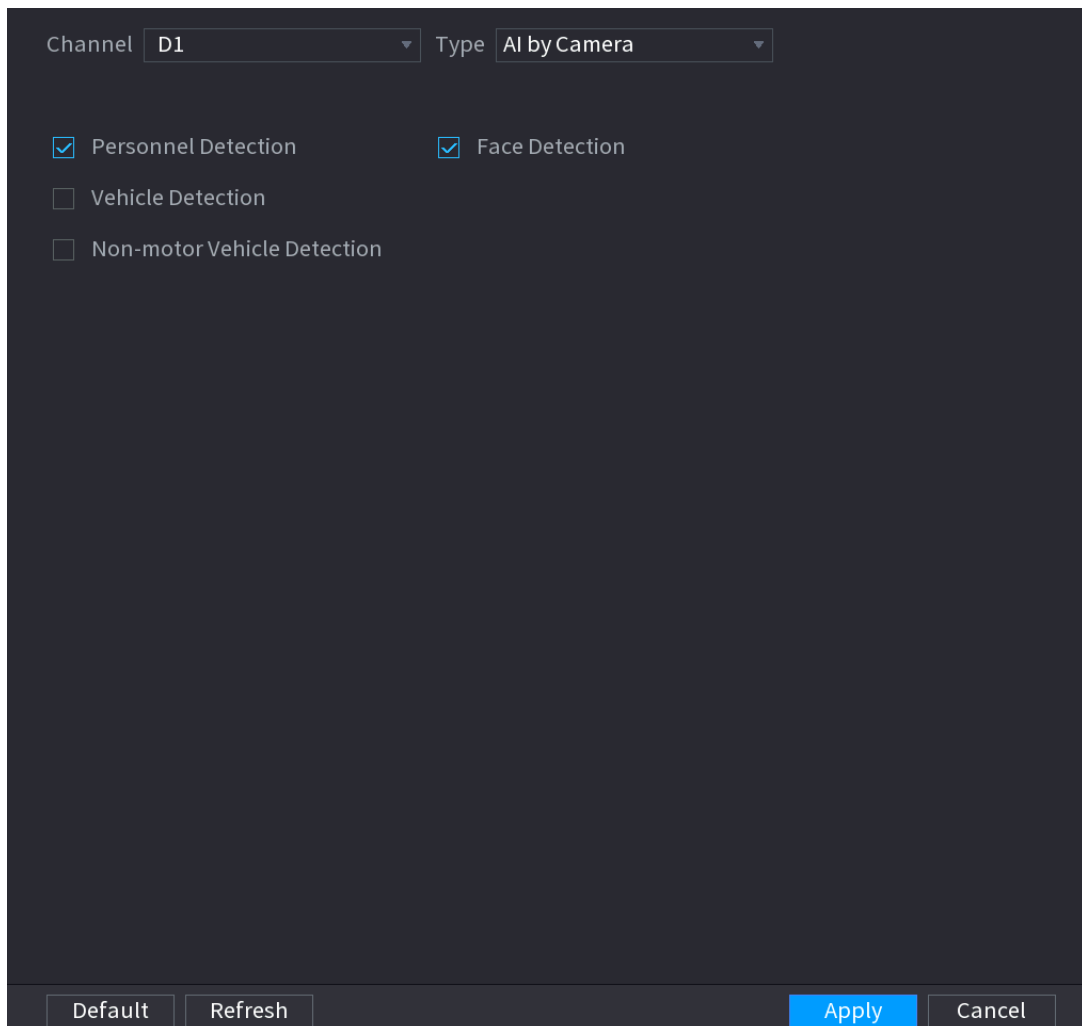 Channel D1 Type AI by Camera
Personnel Detection Face Detection
Vehicle Detection
Non-motor Vehicle Detection
Default Refresh Apply Cancel